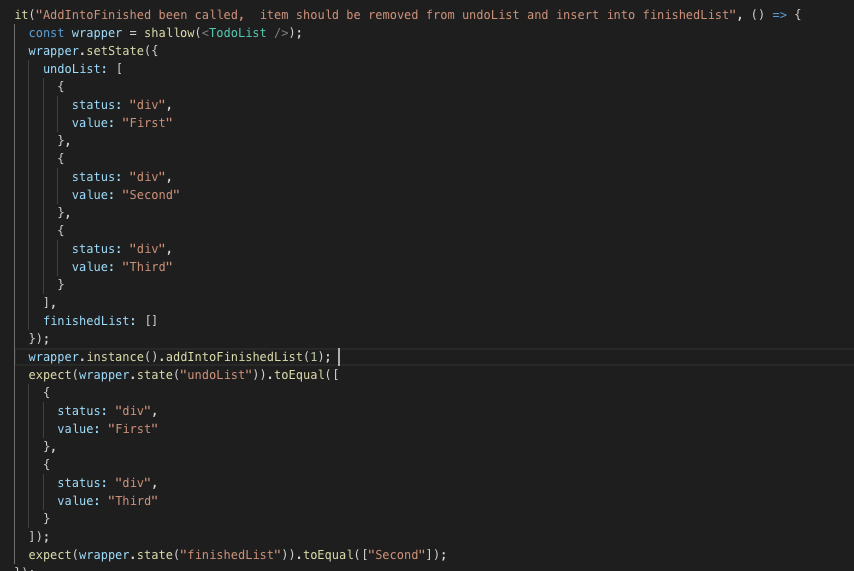 it("AddIntoFinished been called,  item should be removed from undoList and insert into finishedList", () => {
  const wrapper = shallow(<TodoList />);
  wrapper.setState({
    undoList: [
      {
        status: "div",
        value: "First"
      },
      {
        status: "div",
        value: "Second"
      },
      {
        status: "div",
        value: "Third"
      }
    ],
    finishedList: []
  });
  wrapper.instance().addIntoFinishedList(1);
  expect(wrapper.state("undoList")).toEqual([
    {
      status: "div",
      value: "First"
    },
    {
      status: "div",
      value: "Third"
    }
  ]);
  expect(wrapper.state("finishedList")).toEqual(["Second"]);
});